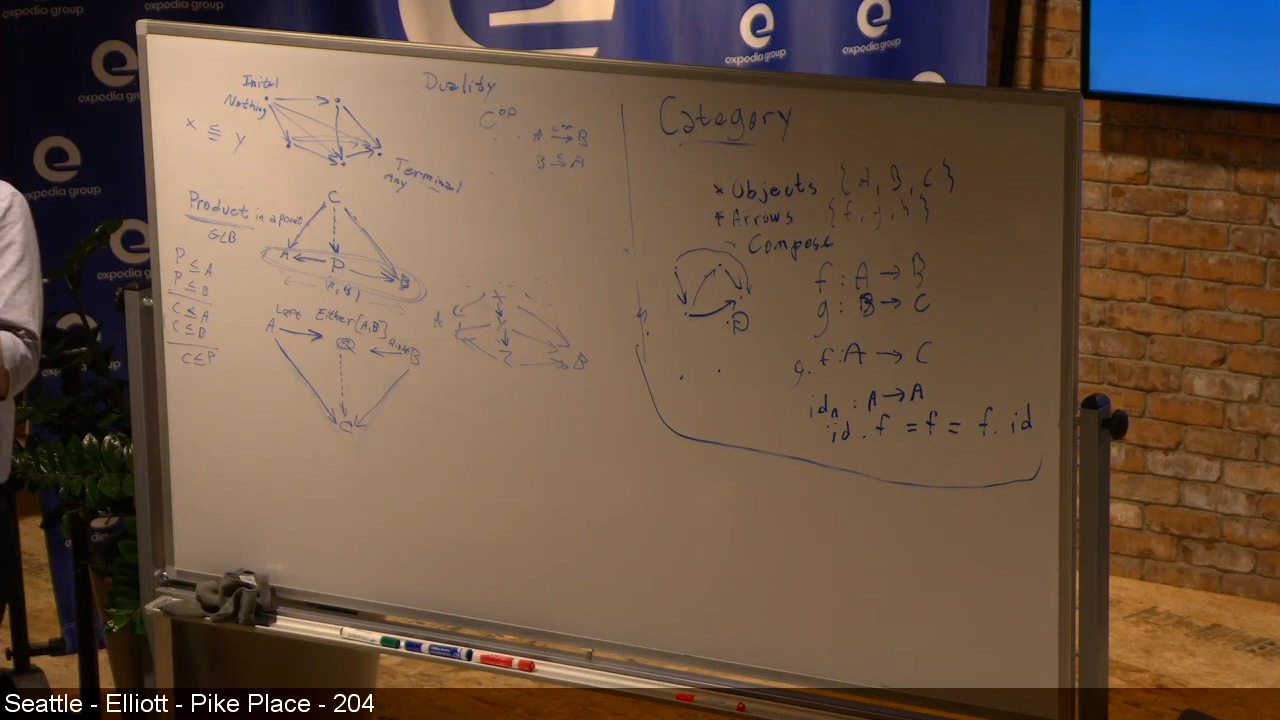 expedia group
expedia group
expedia group
expedia group
expedia group
Inital
Nothing
x ≤ y
Terminal
Any
Duality
C^op
A → B
B → A
Product in a poset
GLB
P ≤ A
P ≤ B
C ≤ A
C ≤ B
C ≤ P
C
A
P
B
(A, B)
Left Either[A,B]
A
Right
B
C
A
B
Category
* Objects {A, B, C}
* Arrows {f, g, h}
- Compose
f : A → B
g : B → C
g . f : A → C
id_A : A → A
id . f = f = f . id
Seattle - Elliott - Pike Place - 204